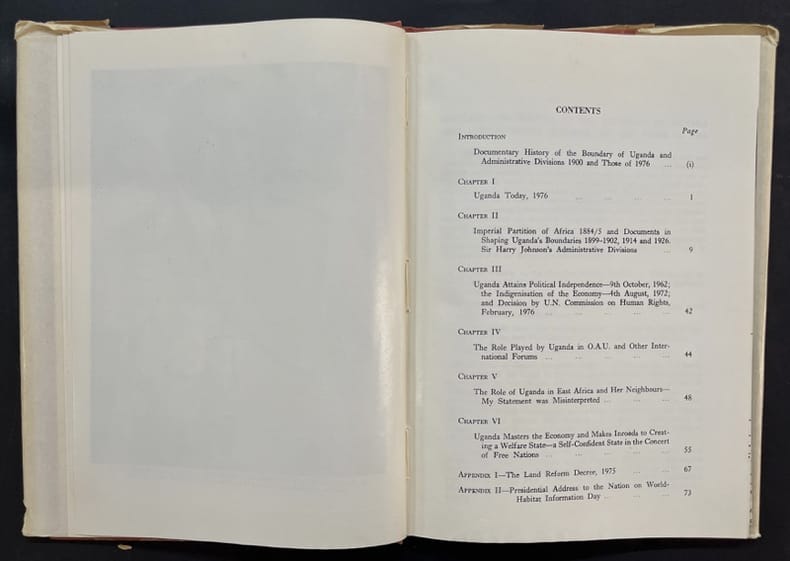 CONTENTS
Page
INTRODUCTION
Documentary History of the Boundary of Uganda and
Administrative Divisions 1900 and Those of 1976 ... (i)
CHAPTER I
Uganda Today, 1976 ... ... ... ... 1
CHAPTER II
Imperial Partition of Africa 1884/5 and Documents in
Shaping Uganda's Boundaries 1899-1902, 1914 and 1926.
Sir Harry Johnson's Administrative Divisions ... 9
CHAPTER III
Uganda Attains Political Independence—9th October, 1962;
the Indigenisation of the Economy—4th August, 1972;
and Decision by U.N. Commission on Human Rights,
February, 1976 ... ... ... ... 42
CHAPTER IV
The Role Played by Uganda in O.A.U. and Other Inter-
national Forums ... ... ... ... 44
CHAPTER V
The Role of Uganda in East Africa and Her Neighbours—
My Statement was Misinterpreted ... ... ... 48
CHAPTER VI
Uganda Masters the Economy and Makes Inroads to Creat-
ing a Welfare State—a Self-Confident State in the Concert
of Free Nations ... ... ... ... 55
APPENDIX I—The Land Reform Decree, 1975 ... ... 67
APPENDIX II—Presidential Address to the Nation on World-
Habitat Information Day ... ... ... 73